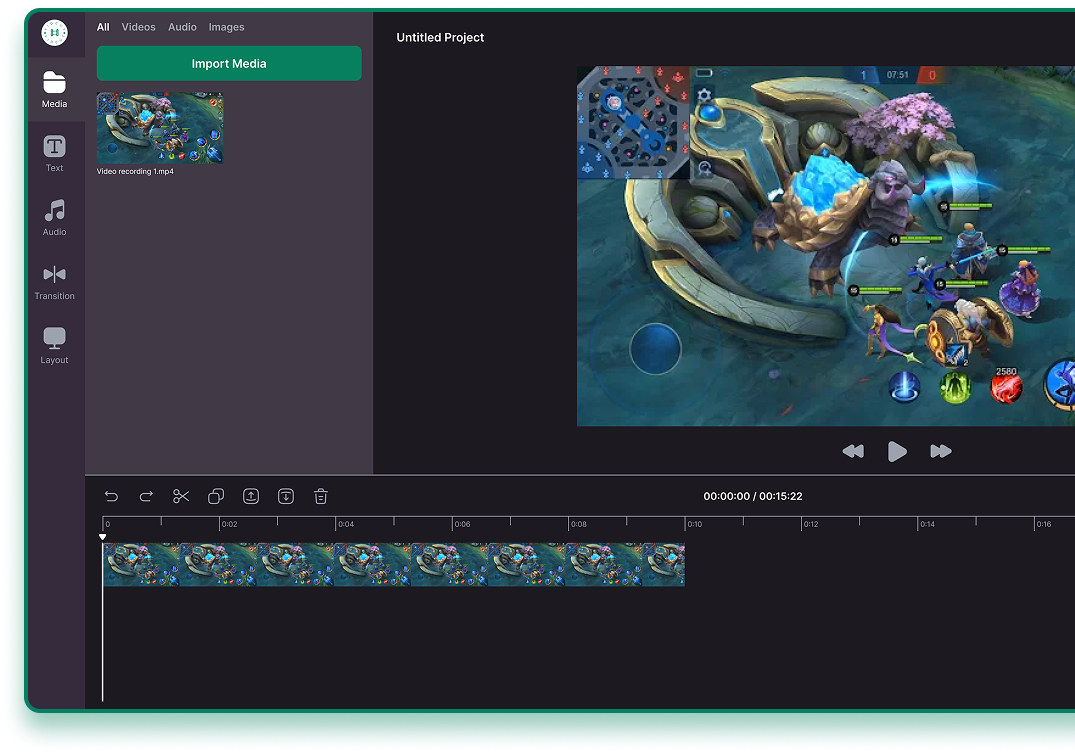 All Videos Audio Images
Import Media
Video recording 1.mp4
Media
Text
Audio
Transition
Layout
Untitled Project
1 07:51 0
15
15
15
15
15
2
2580
00:00:00 / 00:15:22
0 0:02 0:04 0:06 0:08 0:10 0:12 0:14 0:16